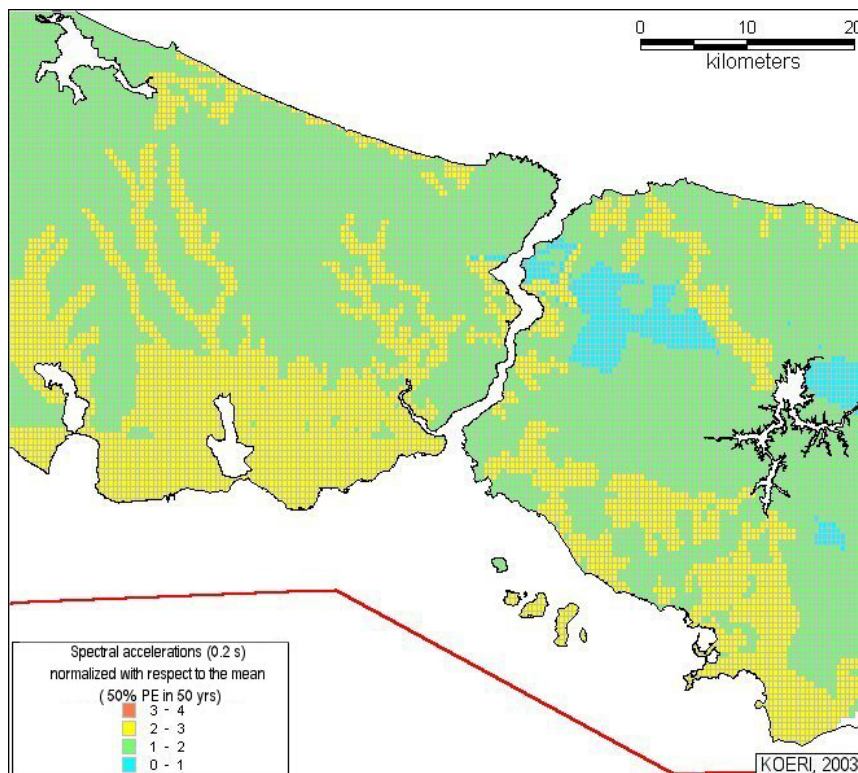 0 10 20
kilometers
Spectral accelerations (0.2 s)
normalized with respect to the mean
( 50% PE in 50 yrs)
3 - 4
2 - 3
1 - 2
0 - 1
KOERI, 2003